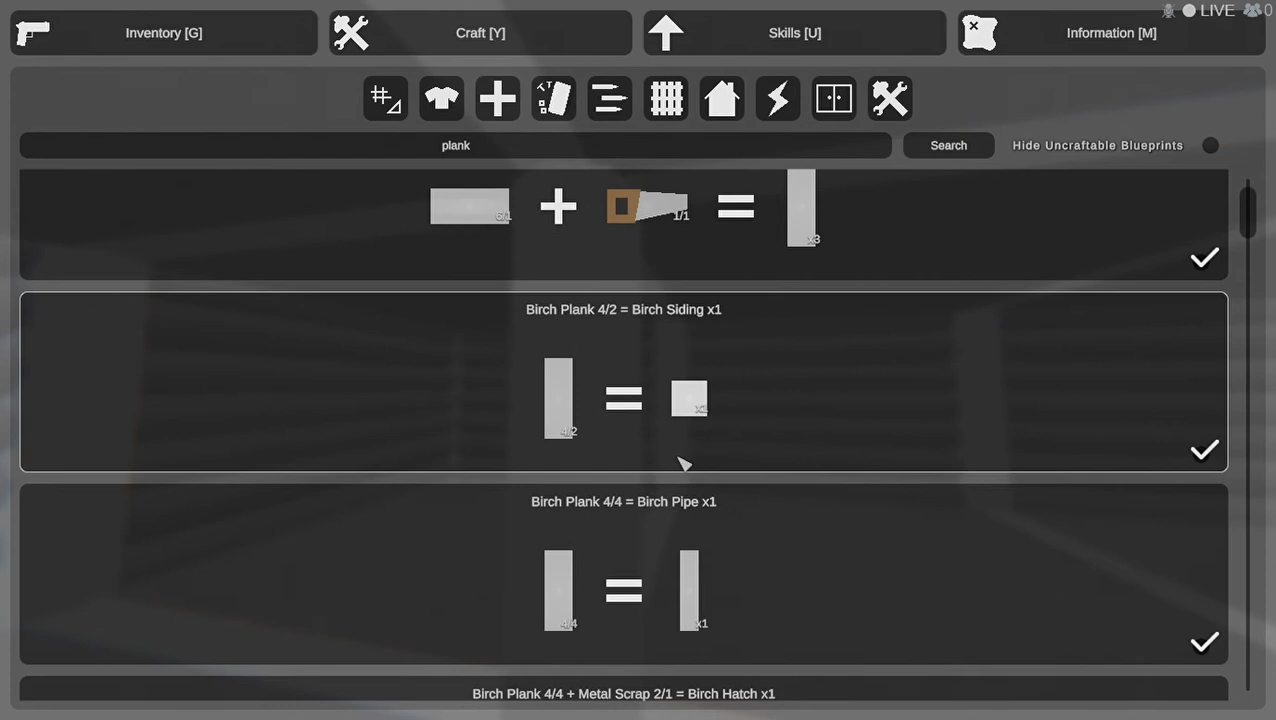 LIVE 0
Inventory [G] Craft [Y] Skills [U] Information [M]
plank Search Hide Uncraftable Blueprints
6/1 1/1 x3
Birch Plank 4/2 = Birch Siding x1
4/2 x1
Birch Plank 4/4 = Birch Pipe x1
4/4 x1
Birch Plank 4/4 + Metal Scrap 2/1 = Birch Hatch x1